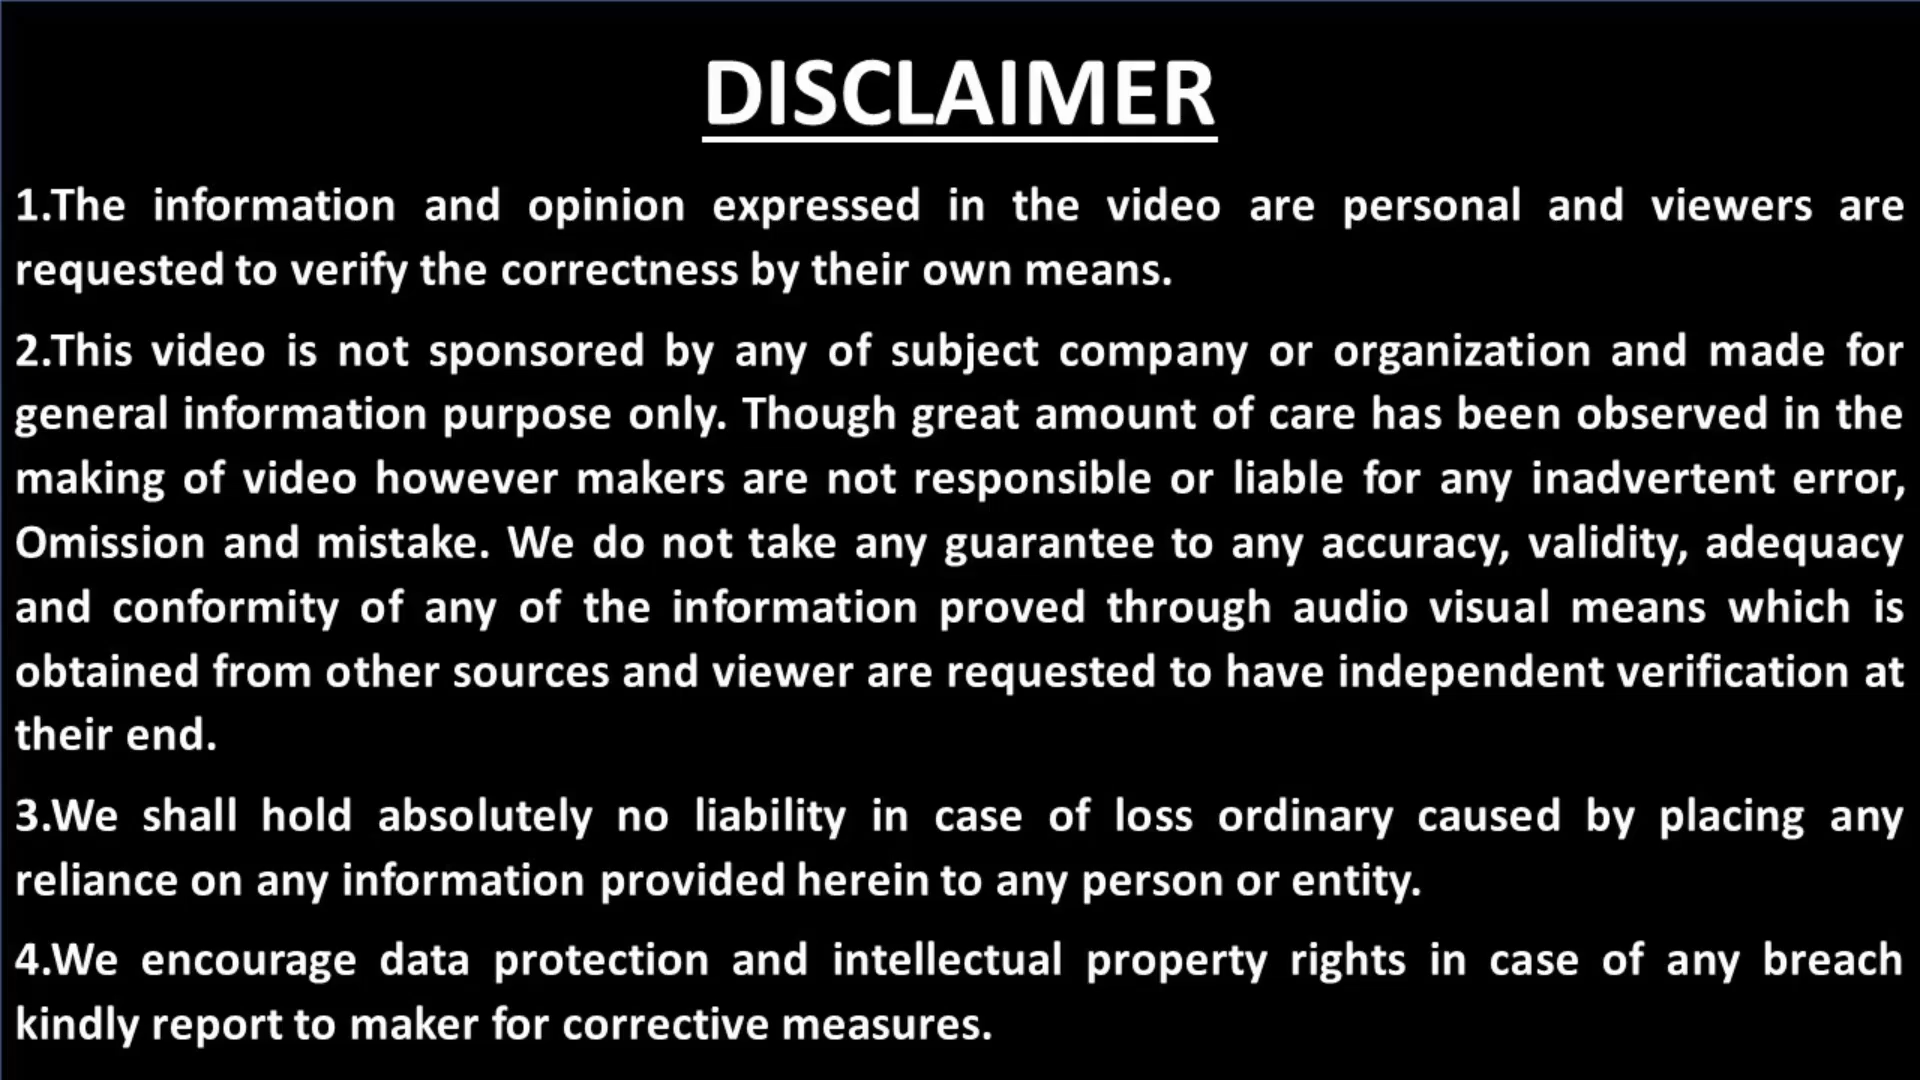 DISCLAIMER
1.The information and opinion expressed in the video are personal and viewers are
requested to verify the correctness by their own means.
2.This video is not sponsored by any of subject company or organization and made for
general information purpose only. Though great amount of care has been observed in the
making of video however makers are not responsible or liable for any inadvertent error,
Omission and mistake. We do not take any guarantee to any accuracy, validity, adequacy
and conformity of any of the information proved through audio visual means which is
obtained from other sources and viewer are requested to have independent verification at
their end.
3.We shall hold absolutely no liability in case of loss ordinary caused by placing any
reliance on any information provided herein to any person or entity.
4.We encourage data protection and intellectual property rights in case of any breach
kindly report to maker for corrective measures.